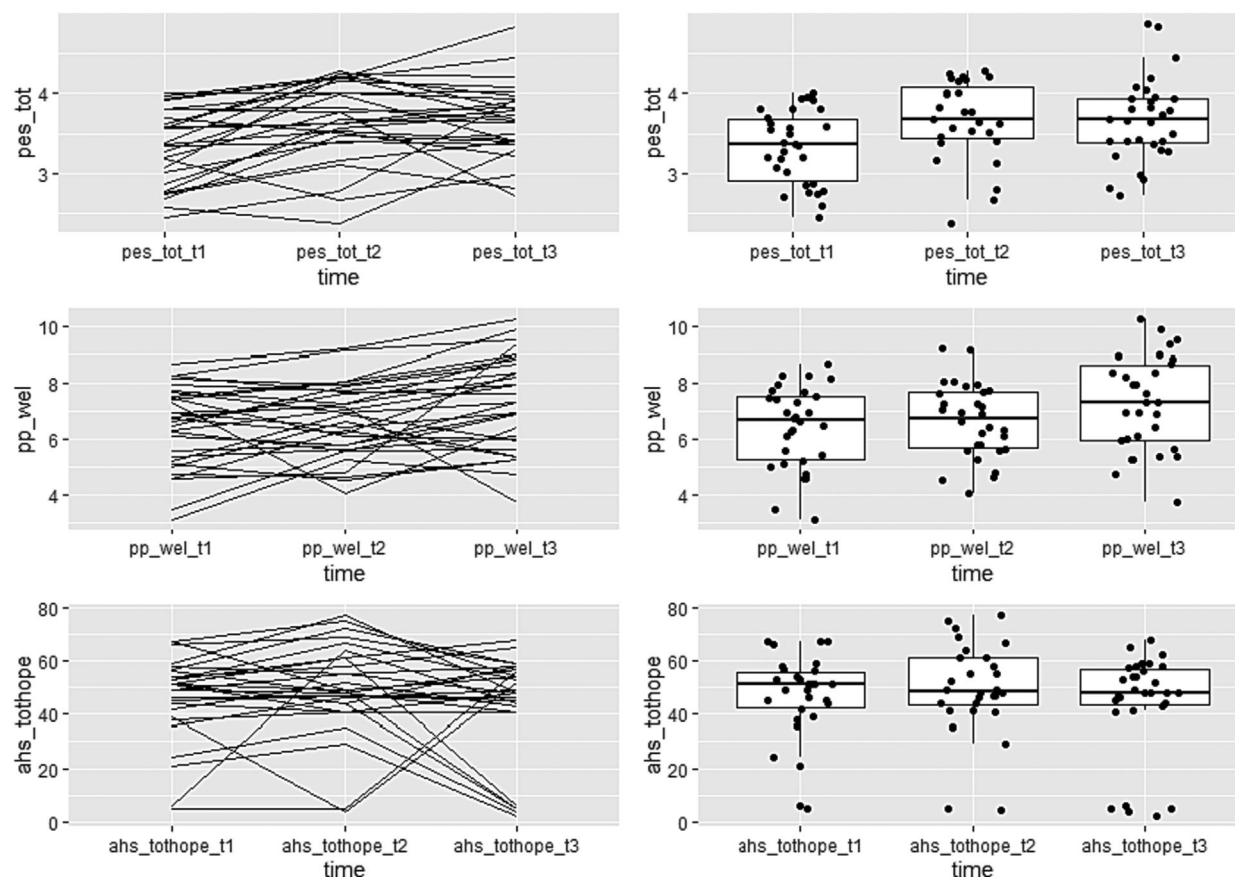 pes_tot
4
3
pes_tot_t1 pes_tot_t2 pes_tot_t3
time
pes_tot
4
3
pes_tot_t1 pes_tot_t2 pes_tot_t3
time
pp_wel
10
8
6
4
pp_wel_t1 pp_wel_t2 pp_wel_t3
time
pp_wel
10
8
6
4
pp_wel_t1 pp_wel_t2 pp_wel_t3
time
ahs_tothope
80
60
40
20
0
ahs_tothope_t1 ahs_tothope_t2 ahs_tothope_t3
time
ahs_tothope
80
60
40
20
0
ahs_tothope_t1 ahs_tothope_t2 ahs_tothope_t3
time